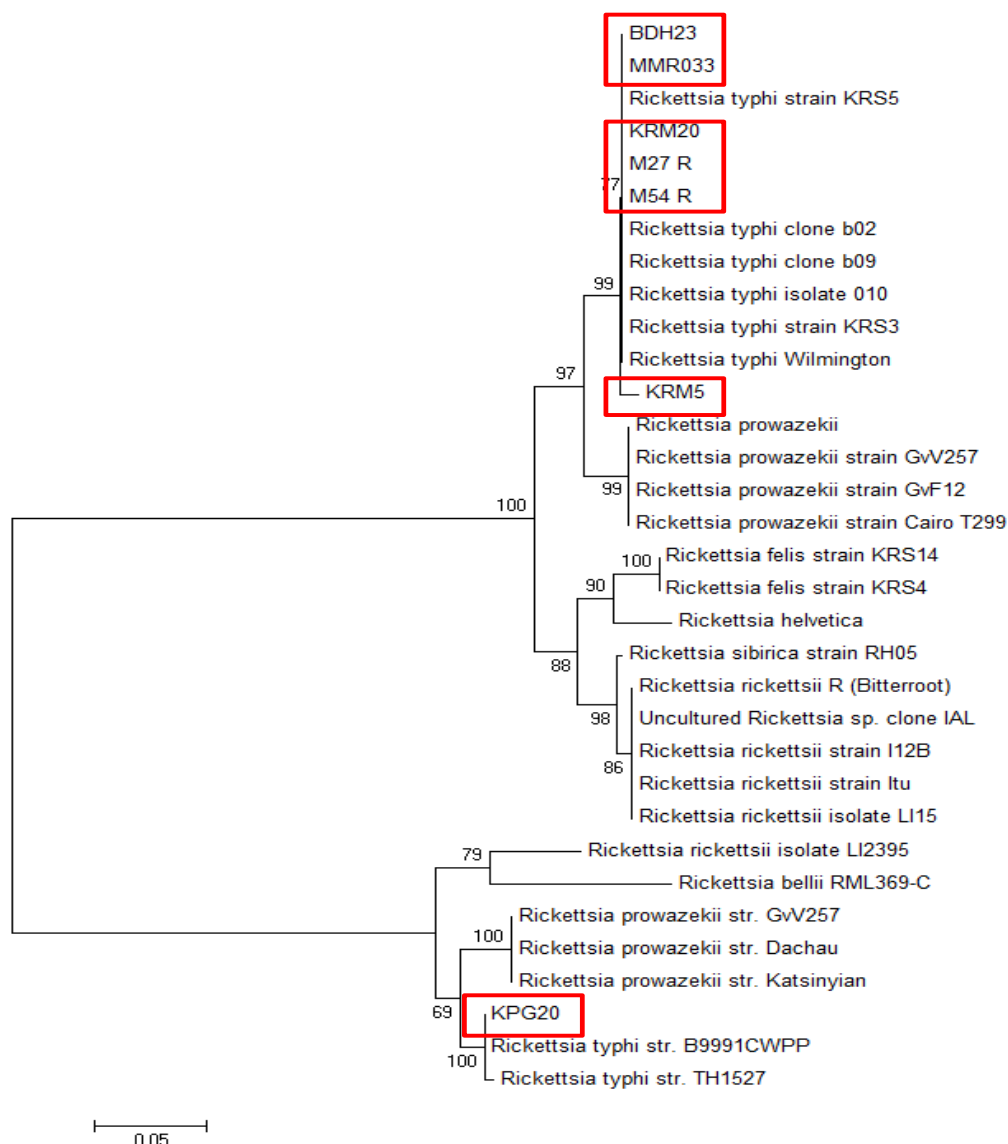 BDH23
MMR033
Rickettsia typhi strain KRS5
KRM20
M27 R
77
M54 R
Rickettsia typhi clone b02
Rickettsia typhi clone b09
99
Rickettsia typhi isolate 010
Rickettsia typhi strain KRS3
Rickettsia typhi Wilmington
97
KRM5
Rickettsia prowazekii
Rickettsia prowazekii strain GvV257
99
Rickettsia prowazekii strain GvF12
100
Rickettsia prowazekii strain Cairo T299
100
Rickettsia felis strain KRS14
90
Rickettsia felis strain KRS4
Rickettsia helvetica
88
Rickettsia sibirica strain RH05
Rickettsia rickettsii R (Bitterroot)
98
Uncultured Rickettsia sp. clone IAL
Rickettsia rickettsii strain I12B
86
Rickettsia rickettsii strain Itu
Rickettsia rickettsii isolate LI15
79
Rickettsia rickettsii isolate LI2395
Rickettsia bellii RML369-C
Rickettsia prowazekii str. GvV257
100
Rickettsia prowazekii str. Dachau
Rickettsia prowazekii str. Katsinyian
69
KPG20
Rickettsia typhi str. B9991CWPP
100
Rickettsia typhi str. TH1527
0.05